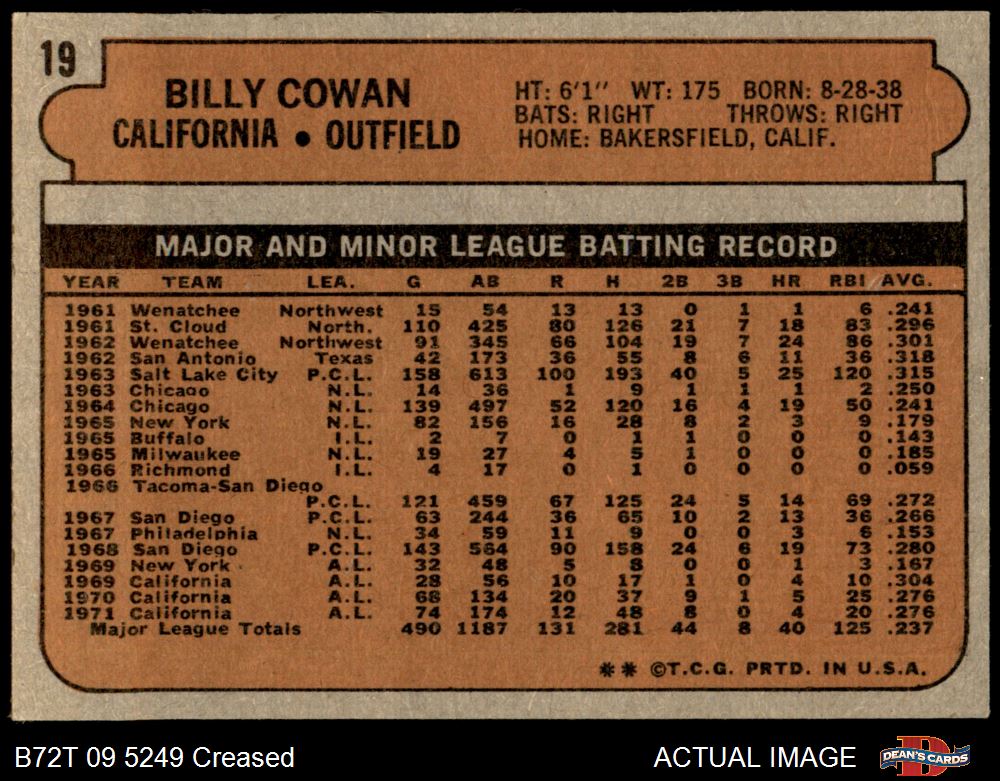 19
BILLY COWAN
CALIFORNIA • OUTFIELD
HT: 6'1" WT: 175 BORN: 8-28-38
BATS: RIGHT THROWS: RIGHT
HOME: BAKERSFIELD, CALIF.
MAJOR AND MINOR LEAGUE BATTING RECORD
YEAR TEAM LEA. G AB R H 2B 3B HR RBI AVG.
1961 Wenatchee Northwest 15 54 13 13 0 1 1 6 .241
1961 St. Cloud North. 110 425 80 126 21 7 18 83 .296
1962 Wenatchee Northwest 91 345 66 104 19 7 24 86 .301
1962 San Antonio Texas 42 173 36 55 8 6 11 36 .318
1963 Salt Lake City P.C.L. 158 613 100 193 40 5 25 120 .315
1963 Chicago N.L. 14 36 1 9 1 1 1 2 .250
1964 Chicago N.L. 139 497 52 120 16 4 19 50 .241
1965 New York N.L. 82 156 16 28 8 2 3 9 .179
1965 Buffalo I.L. 2 7 0 1 1 0 0 0 .143
1965 Milwaukee N.L. 19 27 4 5 1 0 0 0 .185
1966 Richmond I.L. 4 17 0 1 0 0 0 0 .059
1966 Tacoma-San Diego
P.C.L. 121 459 67 125 24 5 14 69 .272
1967 San Diego P.C.L. 63 244 36 65 10 2 13 36 .266
1967 Philadelphia N.L. 34 59 11 9 0 0 3 6 .153
1968 San Diego P.C.L. 143 564 90 158 24 6 19 73 .280
1969 New York A.L. 32 48 5 8 0 0 1 3 .167
1969 California A.L. 28 56 10 17 1 0 4 10 .304
1970 California A.L. 68 134 20 37 9 1 5 25 .276
1971 California A.L. 74 174 12 48 8 0 4 20 .276
Major League Totals 490 1187 131 281 44 8 40 125 .237
** ©T.C.G. PRTD. IN U.S.A.
B72T 09 5249 Creased
ACTUAL IMAGE
DEAN'S CARDS